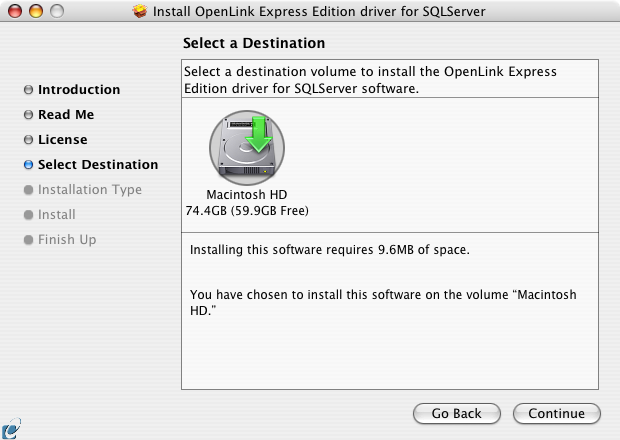 Install OpenLink Express Edition driver for SQLServer
Select a Destination
Introduction
Read Me
License
Select Destination
Installation Type
Install
Finish Up
Select a destination volume to install the OpenLink Express
Edition driver for SQLServer software.
Macintosh HD
74.4GB (59.9GB Free)
Installing this software requires 9.6MB of space.
You have chosen to install this software on the volume “Macintosh
HD.”
Go Back
Continue